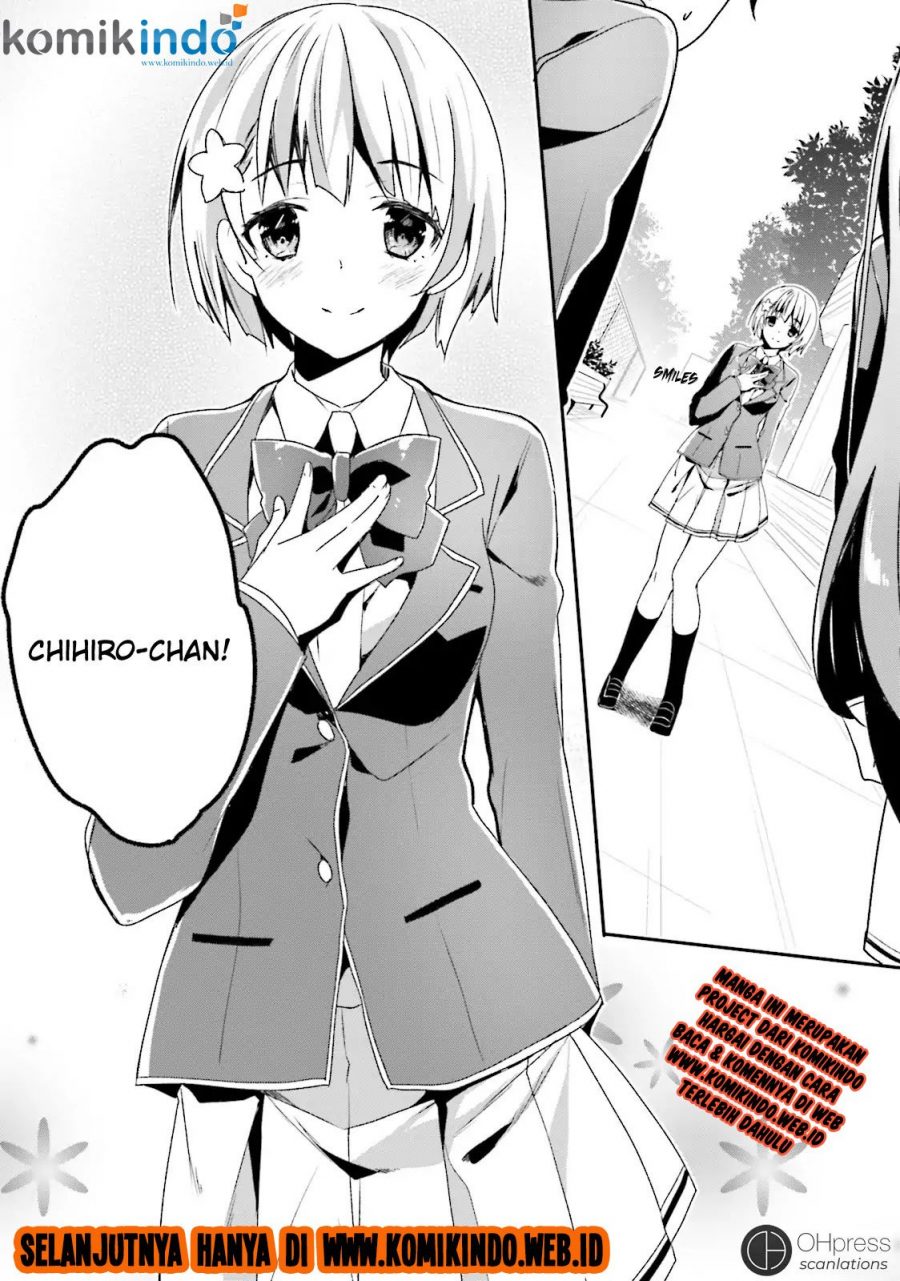 komikindo
www.komikindo.web.id
SMILES
CHIHIRO-CHAN!
MANGA INI MERUPAKAN
PROJECT DARI KOMIKINDO
HARGAI DENGAN CARA
BACA & KOMENNYA DI WEB
WWW.KOMIKINDO.WEB.ID
TERLEBIH DAHULU
SELANJUTNYA HANYA DI WWW.KOMIKINDO.WEB.ID
OHpress
scanlations